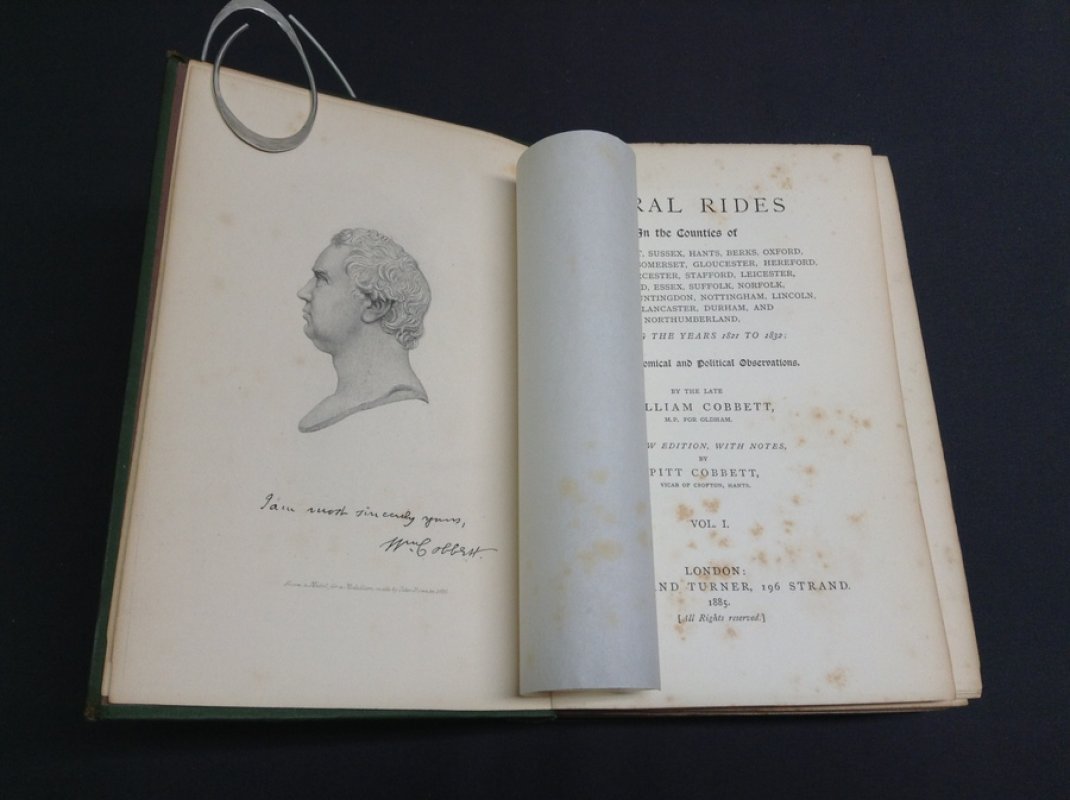 I am most sincerely yours,
Wm. Cobbett.
RAL RIDES
In the Counties of
T, SUSSEX, HANTS, BERKS, OXFORD,
SOMERSET, GLOUCESTER, HEREFORD,
RCESTER, STAFFORD, LEICESTER,
D, ESSEX, SUFFOLK, NORFOLK,
UNTINGDON, NOTTINGHAM, LINCOLN,
LANCASTER, DURHAM, AND
NORTHUMBERLAND,
THE YEARS 1821 TO 1832:
omical and Political Observations.
BY THE LATE
LLIAM COBBETT,
M.P. FOR OLDHAM.
W EDITION, WITH NOTES,
BY
PITT COBBETT,
VICAR OF CROFTON, HANTS.
VOL. I.
LONDON:
AND TURNER, 196 STRAND.
1885.
[All Rights reserved.]